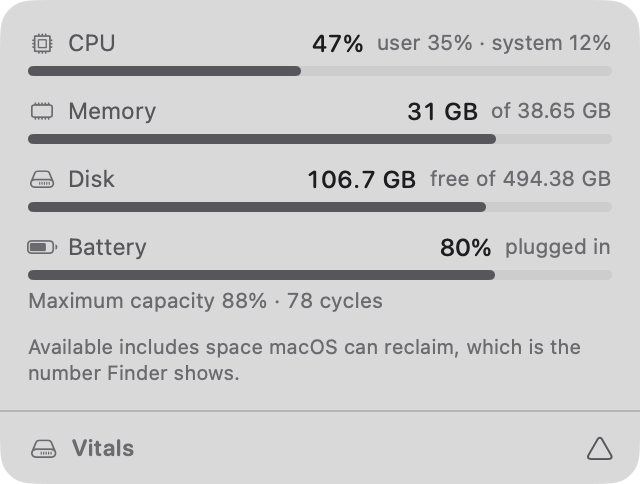 CPU 47% user 35% · system 12%
Memory 31 GB of 38.65 GB
Disk 106.7 GB free of 494.38 GB
Battery 80% plugged in
Maximum capacity 88% · 78 cycles
Available includes space macOS can reclaim, which is the
number Finder shows.
Vitals